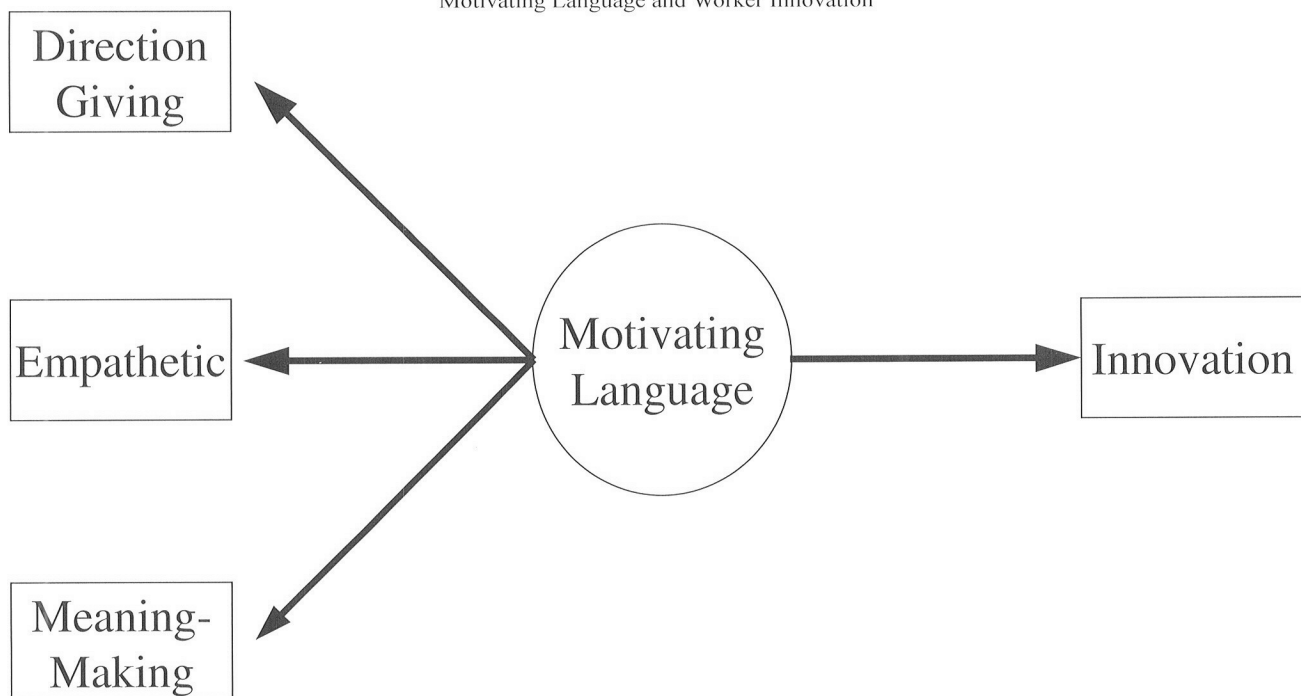 Motivating Language and Worker Innovation
Direction
Giving
Empathetic
Meaning-
Making
Motivating
Language
Innovation